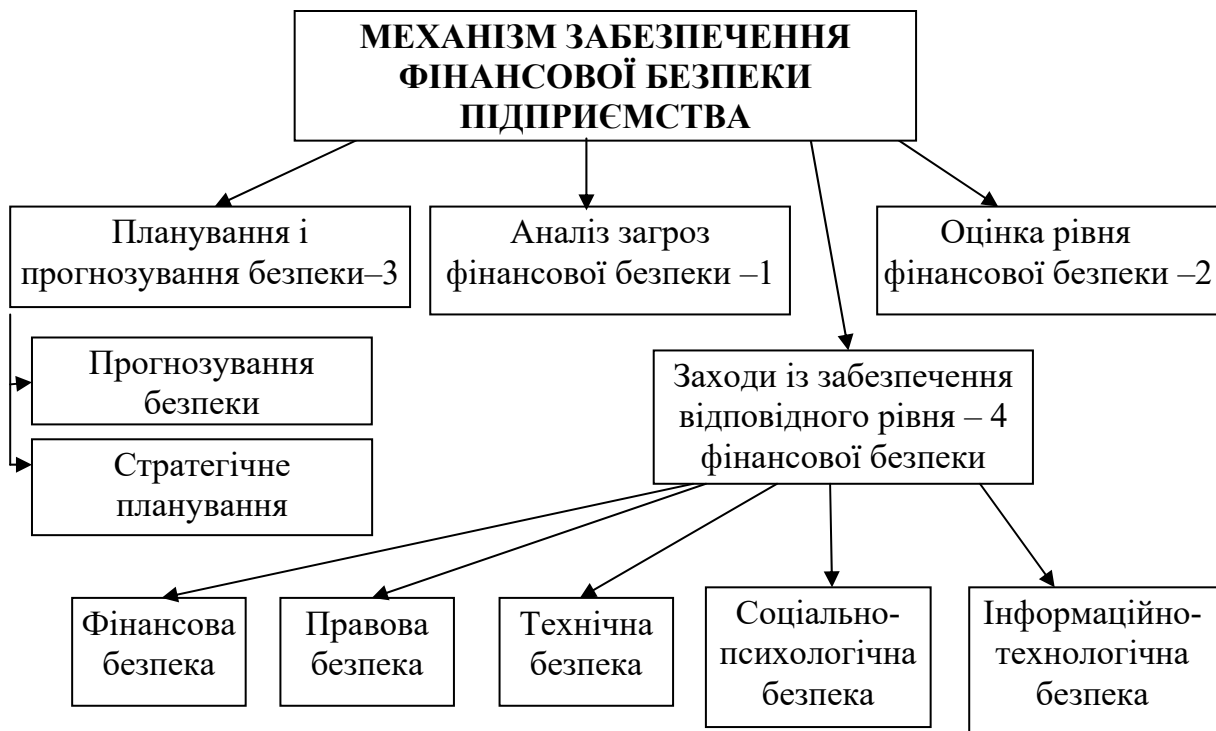 МЕХАНІЗМ ЗАБЕЗПЕЧЕННЯ
ФІНАНСОВОЇ БЕЗПЕКИ
ПІДПРИЄМСТВА
Планування і
прогнозування безпеки–3
Аналіз загроз
фінансової безпеки –1
Оцінка рівня
фінансової безпеки –2
Прогнозування
безпеки
Стратегічне
планування
Заходи із забезпечення
відповідного рівня – 4
фінансової безпеки
Фінансова
безпека
Правова
безпека
Технічна
безпека
Соціально-
психологічна
безпека
Інформаційно-
технологічна
безпека